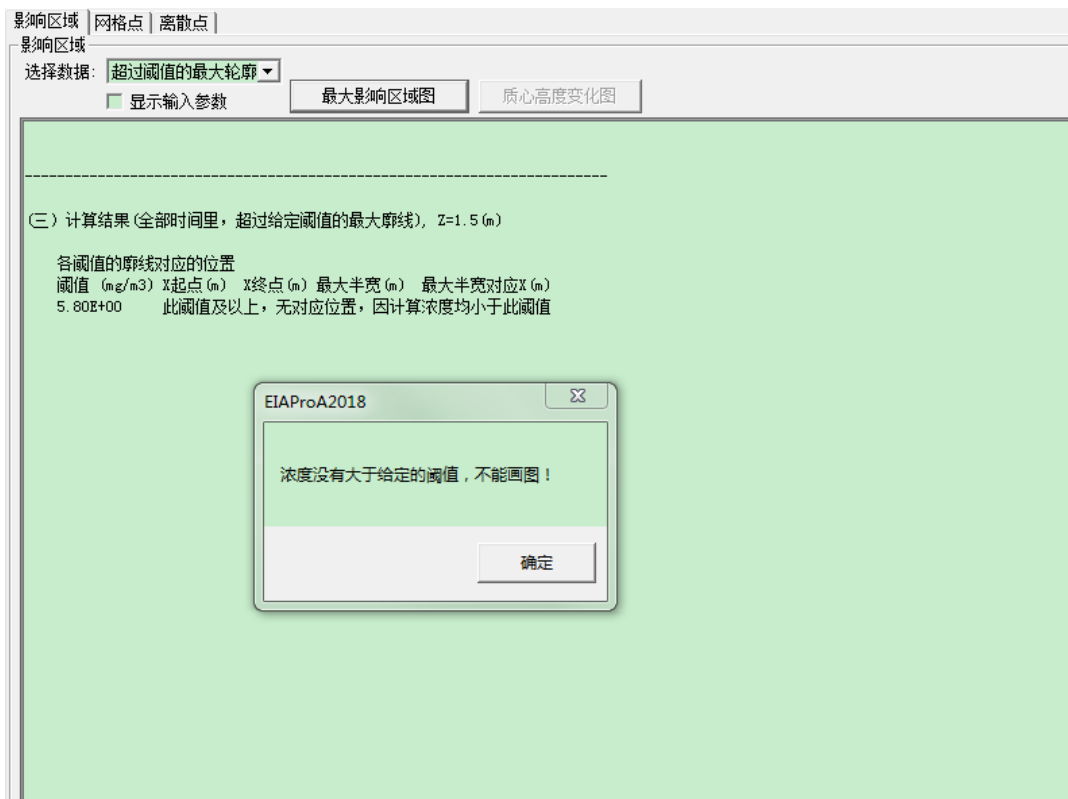 影响区域 网格点 离散点
影响区域
选择数据: 超过阈值的最大轮廓
显示输入参数 最大影响区域图 质心高度变化图
(三)计算结果(全部时间里，超过给定阈值的最大廓线), Z=1.5(m)
各阈值的廓线对应的位置
阈值 (mg/m3) X起点(m) X终点(m) 最大半宽(m) 最大半宽对应X(m)
5.80E+00 此阈值及以上，无对应位置，因计算浓度均小于此阈值
EIAProA2018
浓度没有大于给定的阈值，不能画图！
确定